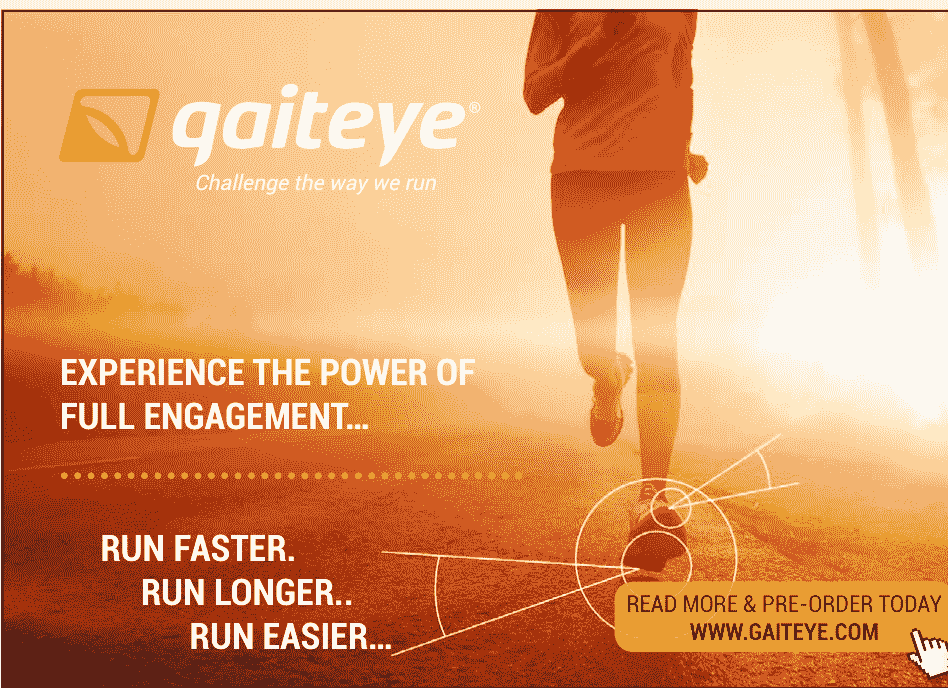 gaiteye®
Challenge the way we run
EXPERIENCE THE POWER OF
FULL ENGAGEMENT...
RUN FASTER.
RUN LONGER..
RUN EASIER...
READ MORE & PRE-ORDER TODAY
WWW.GAITEYE.COM